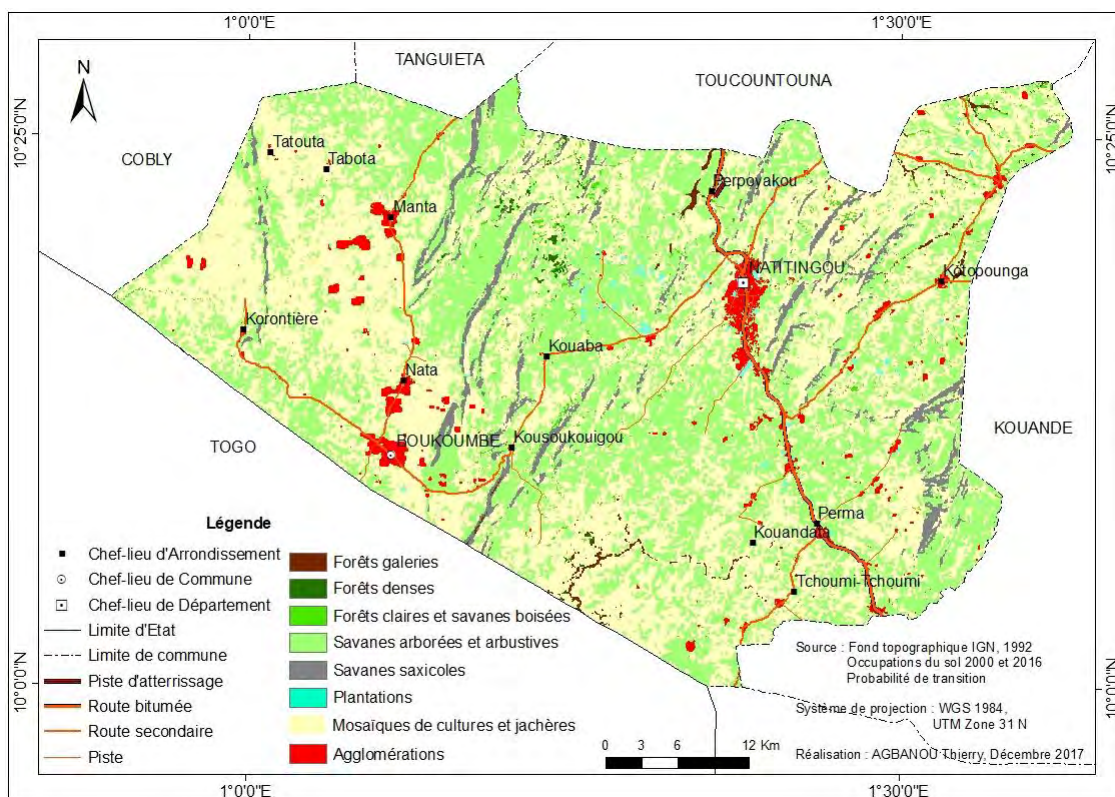 1°0'0"E
1°30'0"E
N
TANGUIETA
TOUCOUNTOUNA
10°25'0"N
10°25'0"N
COBLY
Tatouta
Tabota
Perpoyakou
Manta
NATITINGOU
Kotopounga
Korontière
Kouaba
Nata
KOUANDE
TOGO
BOUKOUMBE
Kousoukouigou
Perma
Kouandata
Tchoumi-Tchoumi
Légende
Chef-lieu d'Arrondissement
Chef-lieu de Commune
Chef-lieu de Département
Limite d'Etat
Limite de commune
Piste d'atterrissage
Route bitumée
Route secondaire
Piste
Forêts galeries
Forêts denses
Forêts claires et savanes boisées
Savanes arborées et arbustives
Savanes saxicoles
Plantations
Mosaïques de cultures et jachères
Agglomérations
0 3 6 12 Km
Source : Fond topographique IGN, 1992
Occupations du sol 2000 et 2016
Probabilité de transition
Système de projection : WGS 1984,
UTM Zone 31 N
Réalisation : AGBANOU Thierry, Décembre 2017
10°0'0"N
10°0'0"N
1°0'0"E
1°30'0"E